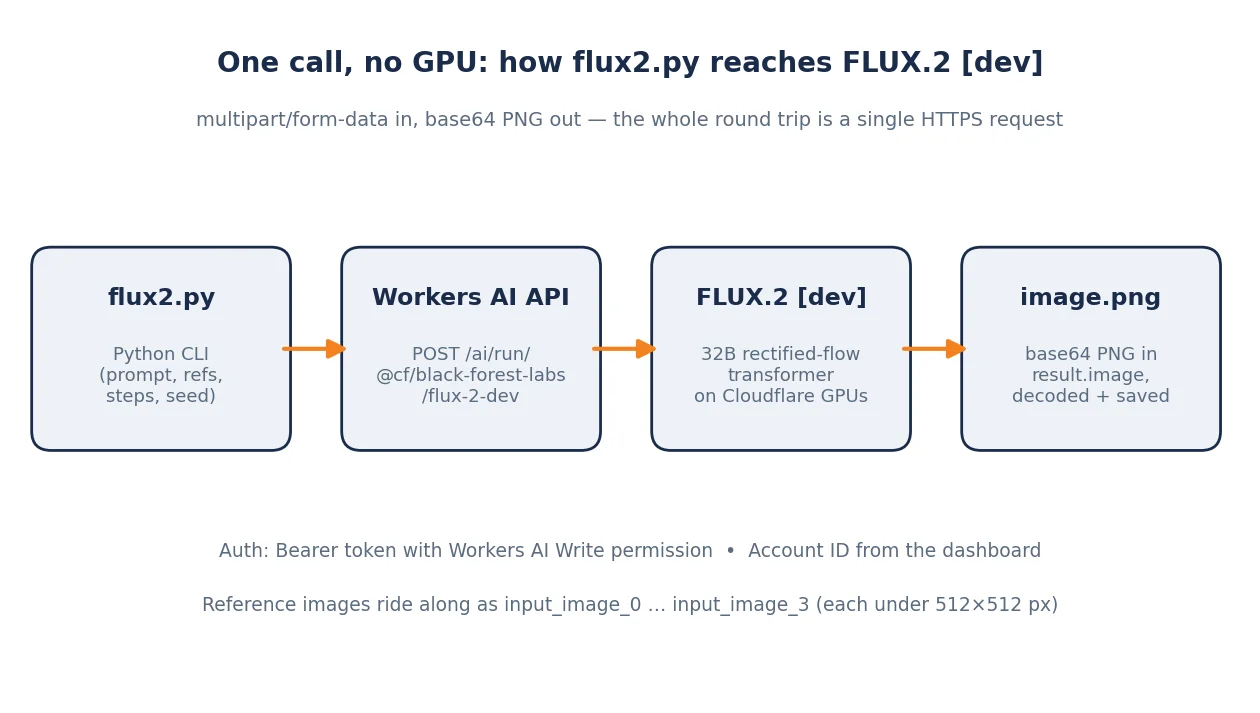 One call, no GPU: how flux2.py reaches FLUX.2 [dev]
multipart/form-data in, base64 PNG out — the whole round trip is a single HTTPS request
flux2.py
Python CLI
(prompt, refs,
steps, seed)
Workers AI API
POST /ai/run/
@cf/black-forest-labs
/flux-2-dev
FLUX.2 [dev]
32B rectified-flow
transformer
on Cloudflare GPUs
image.png
base64 PNG in
result.image,
decoded + saved
Auth: Bearer token with Workers AI Write permission • Account ID from the dashboard
Reference images ride along as input_image_0 … input_image_3 (each under 512×512 px)